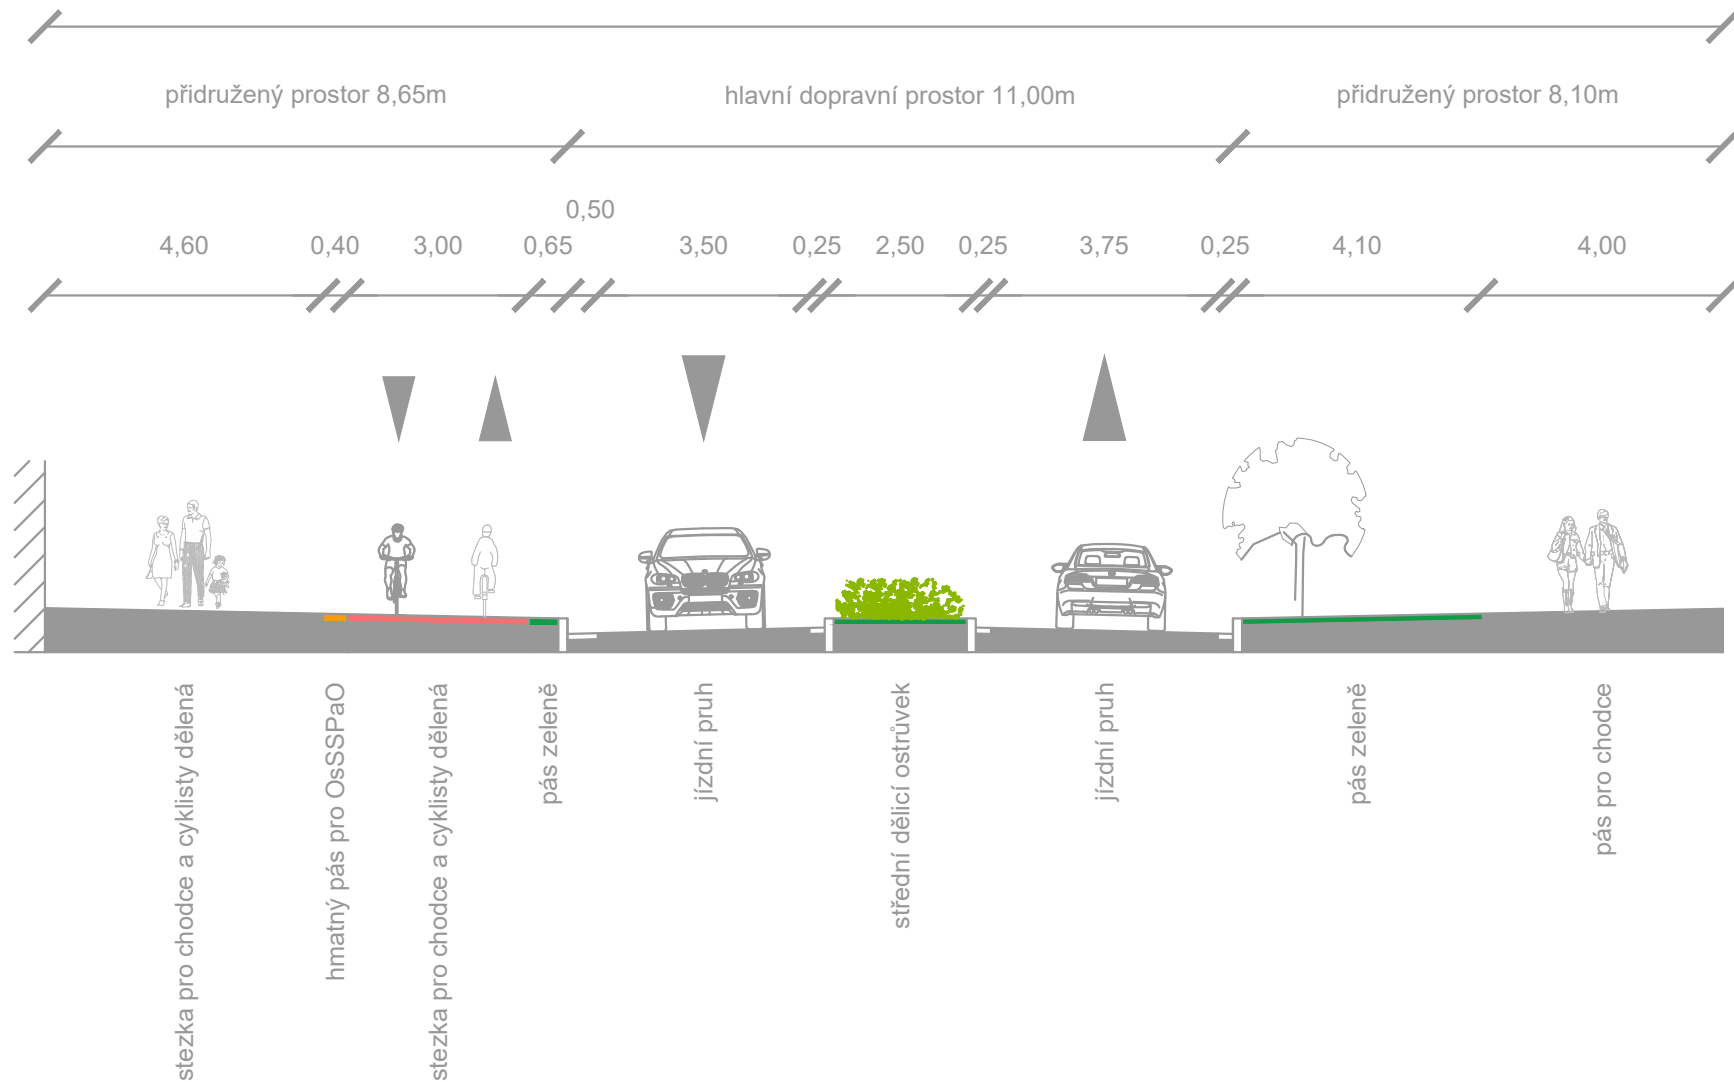 přidružený prostor 8,65m
hlavní dopravní prostor 11,00m
přidružený prostor 8,10m
0,50
4,60
0,40
3,00
0,65
3,50
0,25
2,50
0,25
3,75
0,25
4,10
4,00
stezka pro chodce a cyklisty dělená
hmatný pás pro OsSSPaO
stezka pro chodce a cyklisty dělená
pás zeleně
jízdní pruh
střední dělicí ostrůvek
jízdní pruh
pás zeleně
pás pro chodce